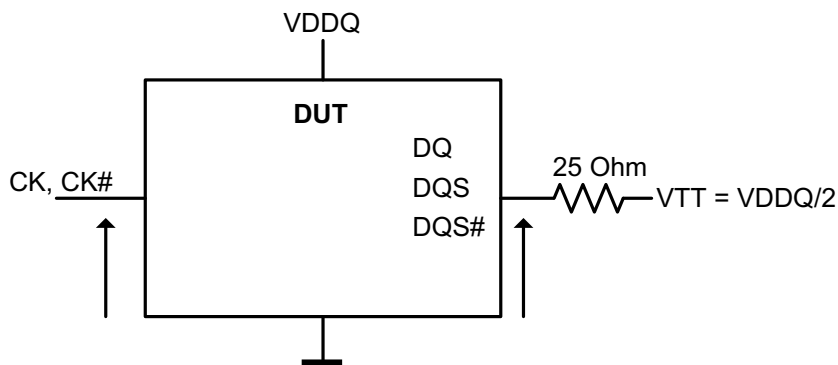 VDDQ
DUT
DQ
25 Ohm
CK, CK#
DQS
VTT = VDDQ/2
DQS#